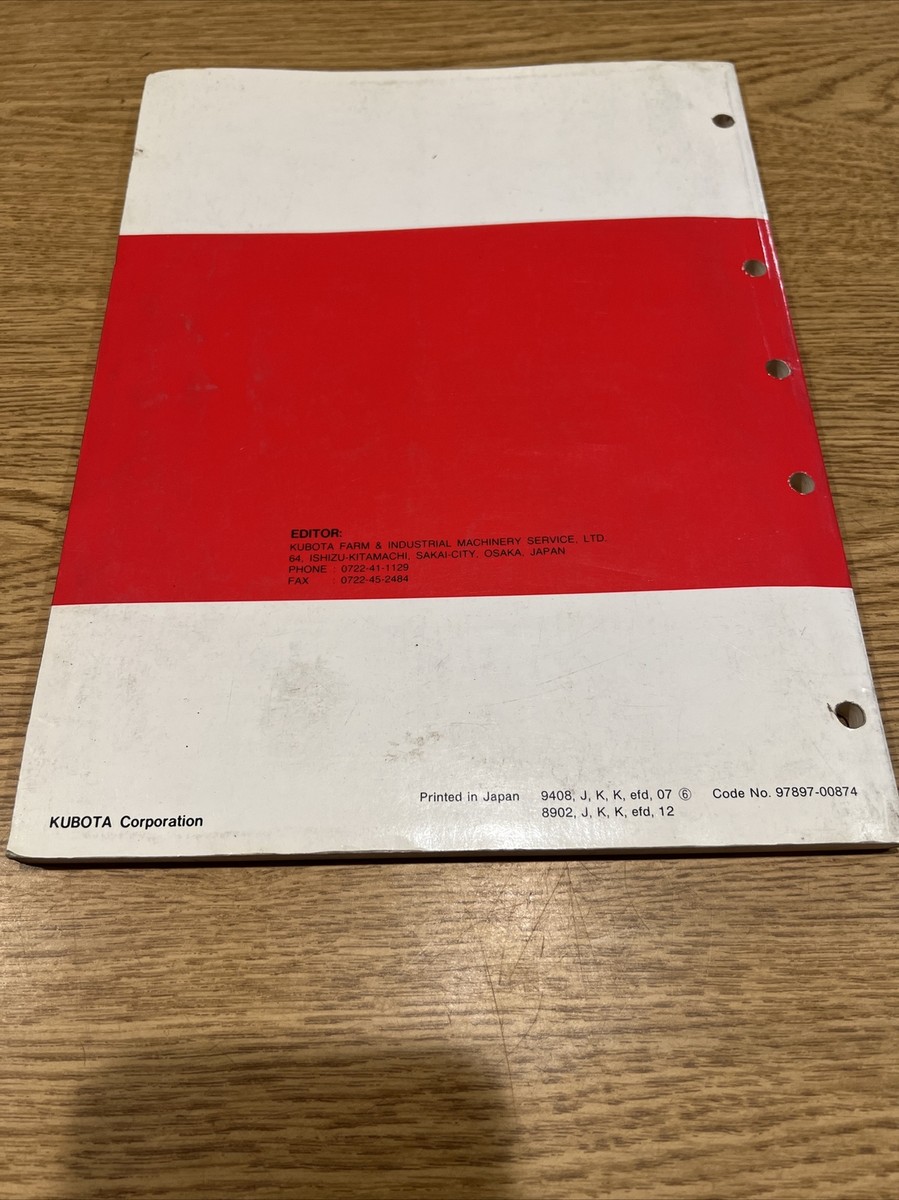 EDITOR:
KUBOTA FARM & INDUSTRIAL MACHINERY SERVICE, LTD.
64, ISHIZU-KITAMACHI, SAKAI-CITY, OSAKA, JAPAN
PHONE : 0722-41-1129
FAX : 0722-45-2484
Printed in Japan 9408, J, K, K, efd, 07 ⑥ Code No. 97897-00874
8902, J, K, K, efd, 12
KUBOTA Corporation